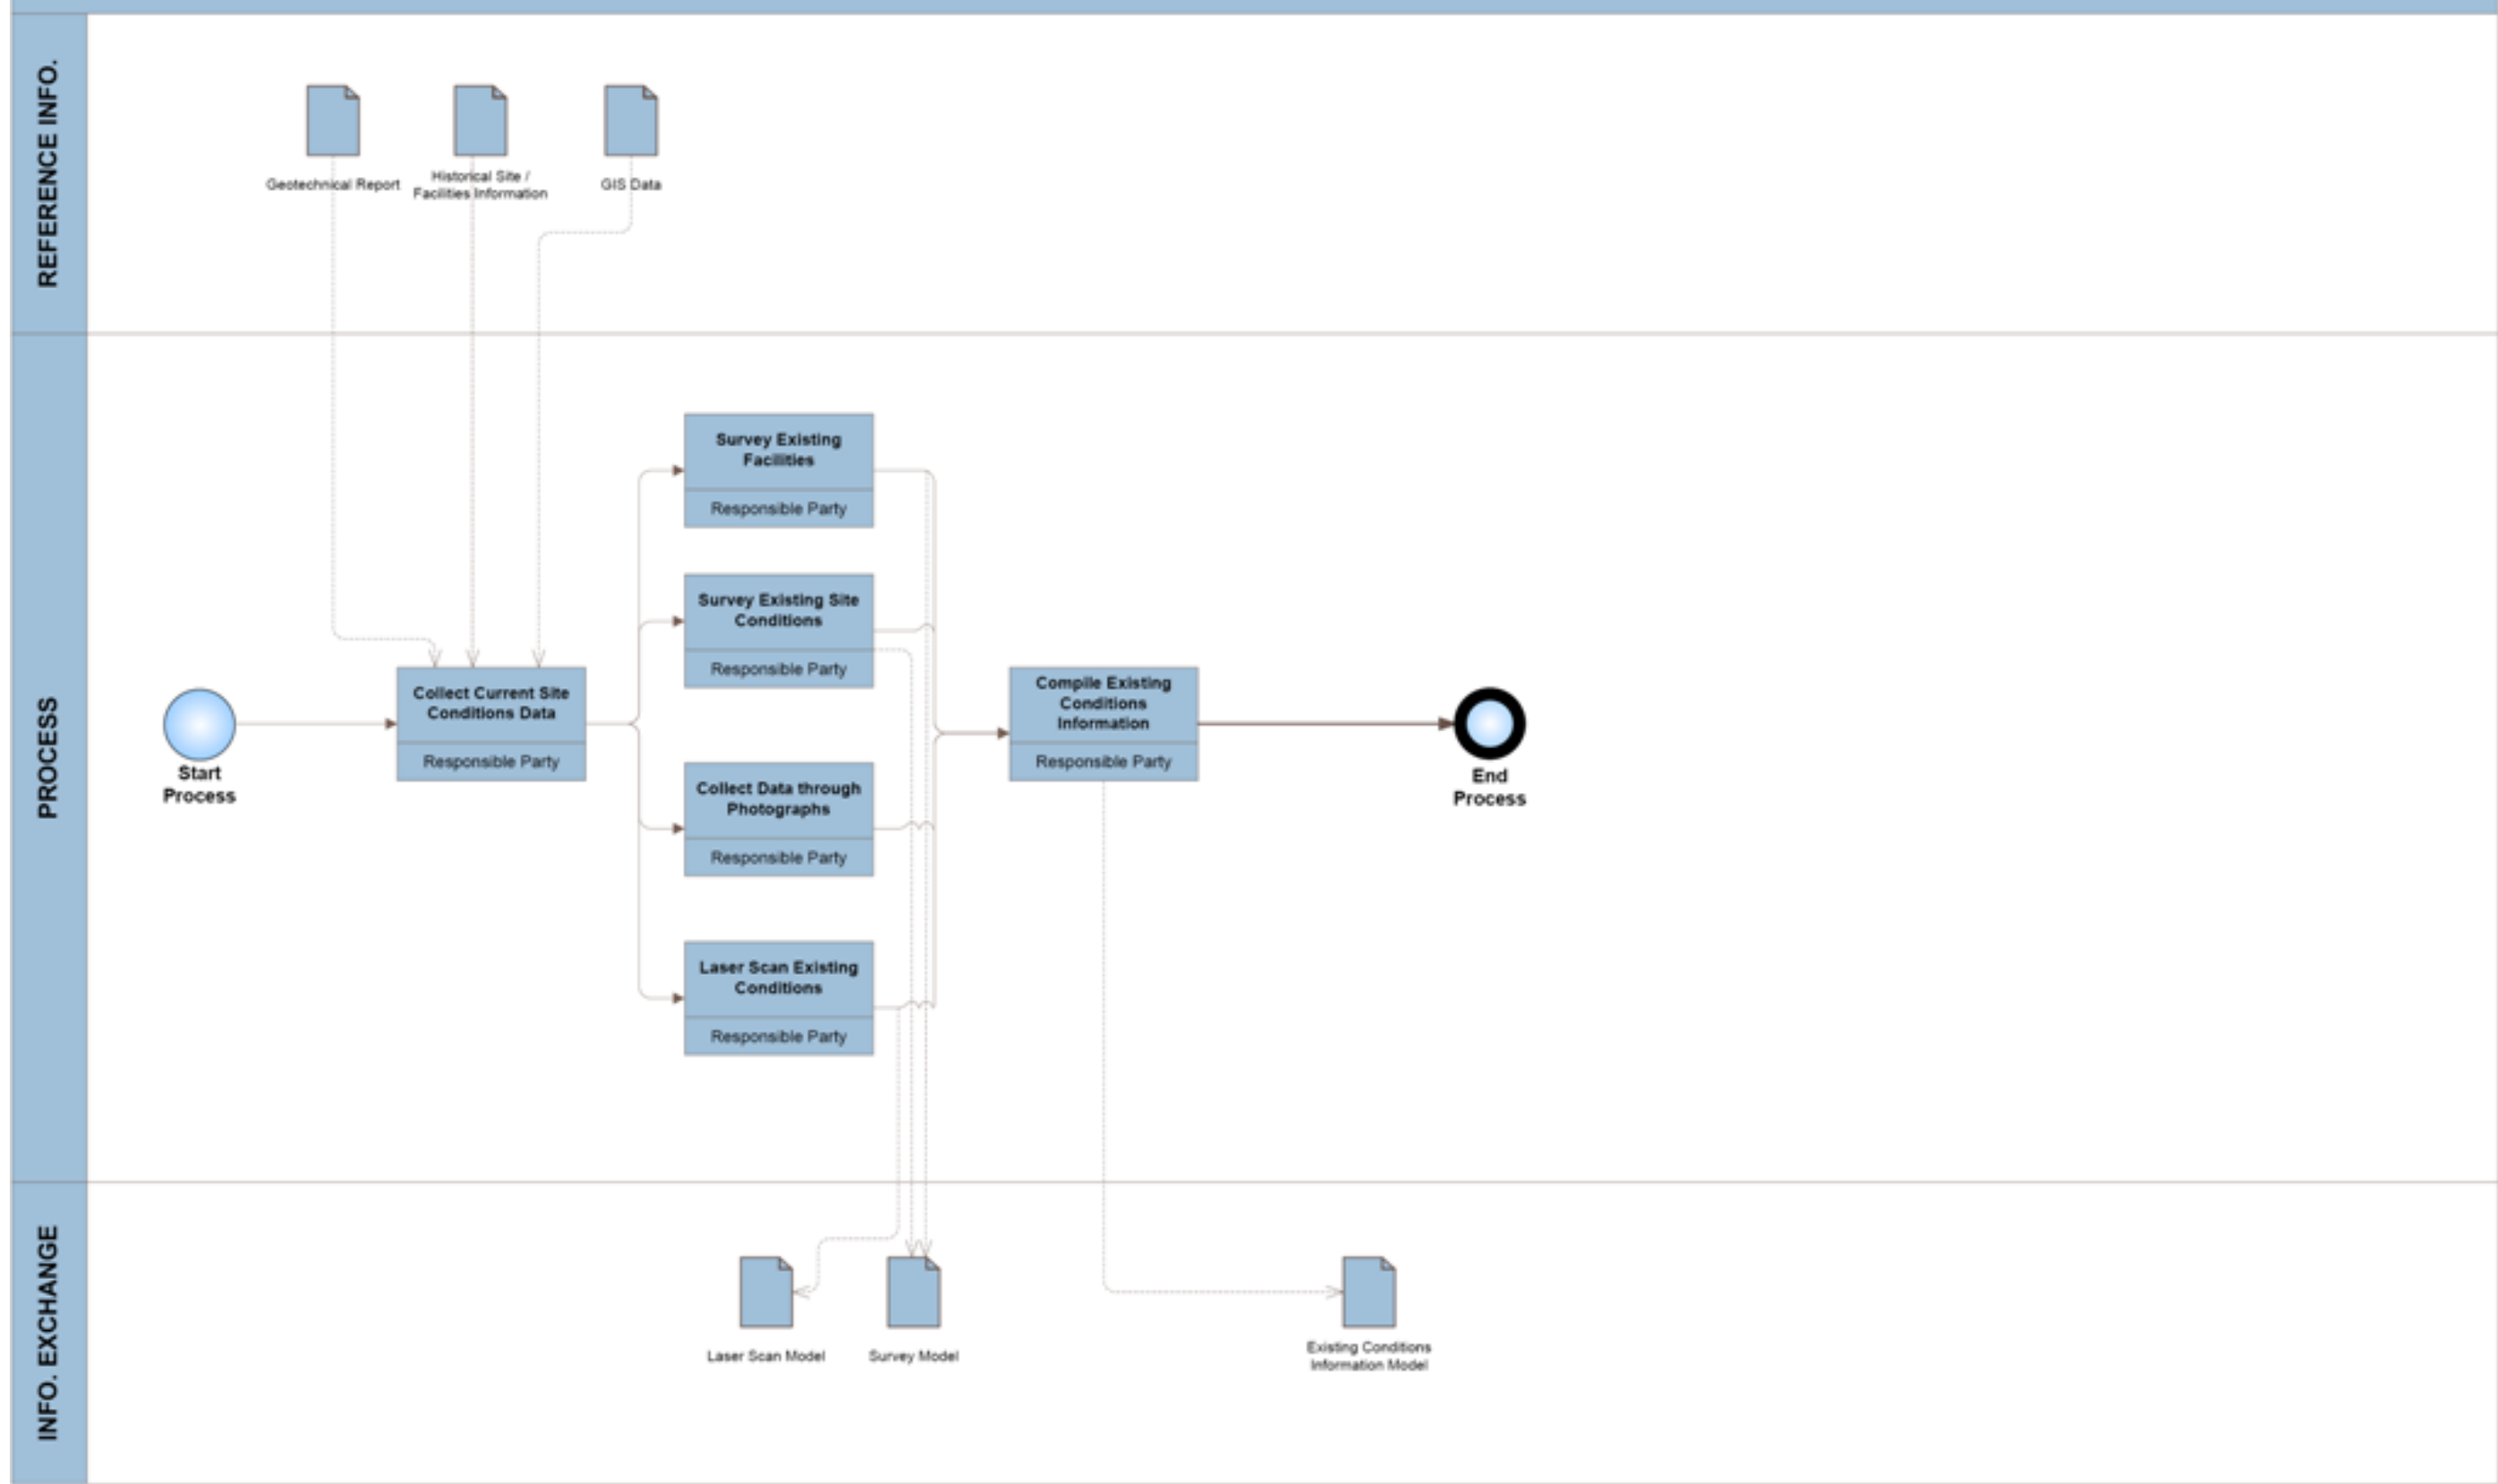 REFERENCE INFO.
Geotechnical Report
Historical Site /
Facilities Information
GIS Data
PROCESS
Start
Process
Collect Current Site
Conditions Data
Responsible Party
Survey Existing
Facilities
Responsible Party
Survey Existing Site
Conditions
Responsible Party
Collect Data through
Photographs
Responsible Party
Laser Scan Existing
Conditions
Responsible Party
Compile Existing
Conditions
Information
Responsible Party
End
Process
INFO. EXCHANGE
Laser Scan Model
Survey Model
Existing Conditions
Information Model